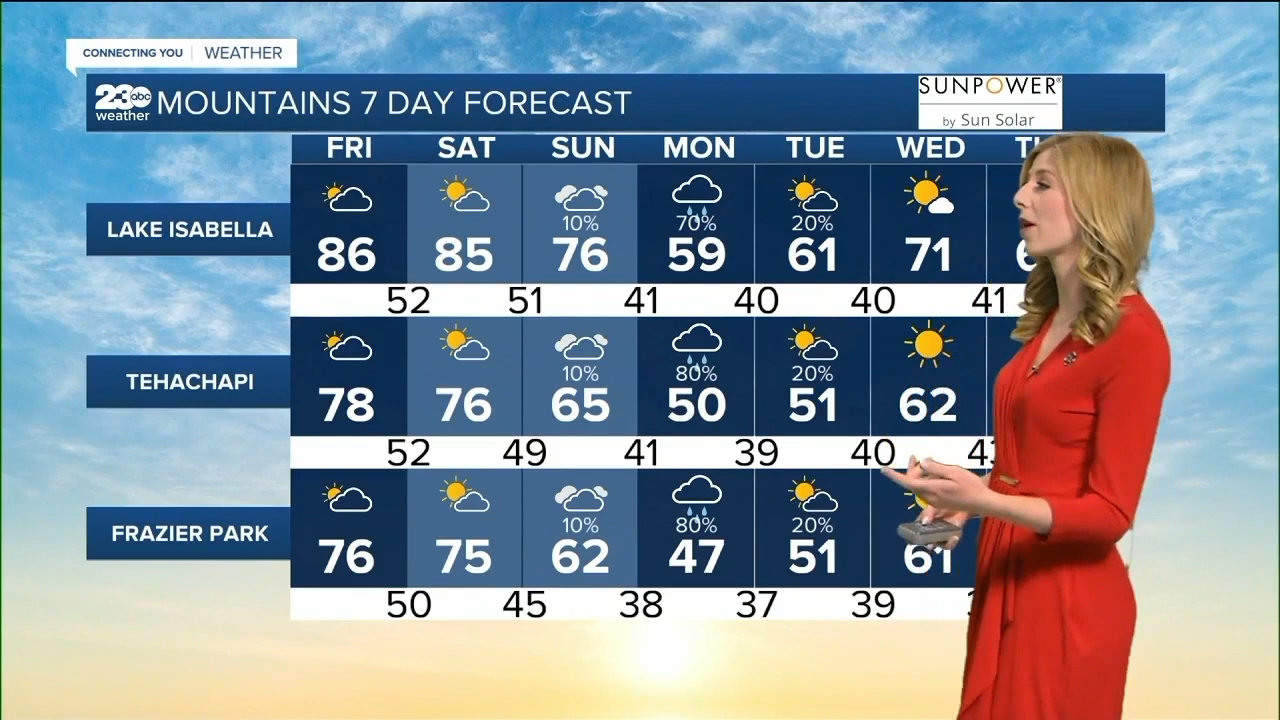 CONNECTING YOU | WEATHER
SUNPOWER®
by Sun Solar
23 abc
weather
MOUNTAINS 7 DAY FORECAST
FRI SAT SUN MON TUE WED
LAKE ISABELLA
10% 70% 20%
86 85 76 59 61 71
52 51 41 40 40 41
TEHACHAPI
10% 80% 20%
78 76 65 50 51 62
52 49 41 39 40
FRAZIER PARK
10% 80% 20%
76 75 62 47 51 61
50 45 38 37 39